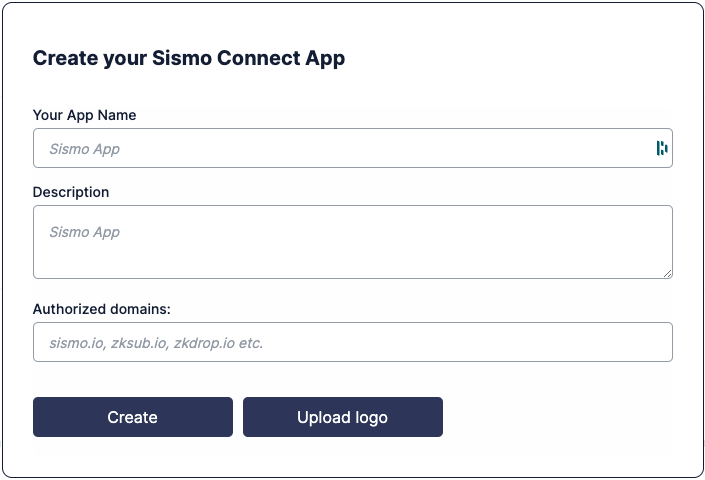 Create your Sismo Connect App
Your App Name
Sismo App
Description
Sismo App
Authorized domains:
sismo.io, zksub.io, zkdrop.io etc.
Create
Upload logo